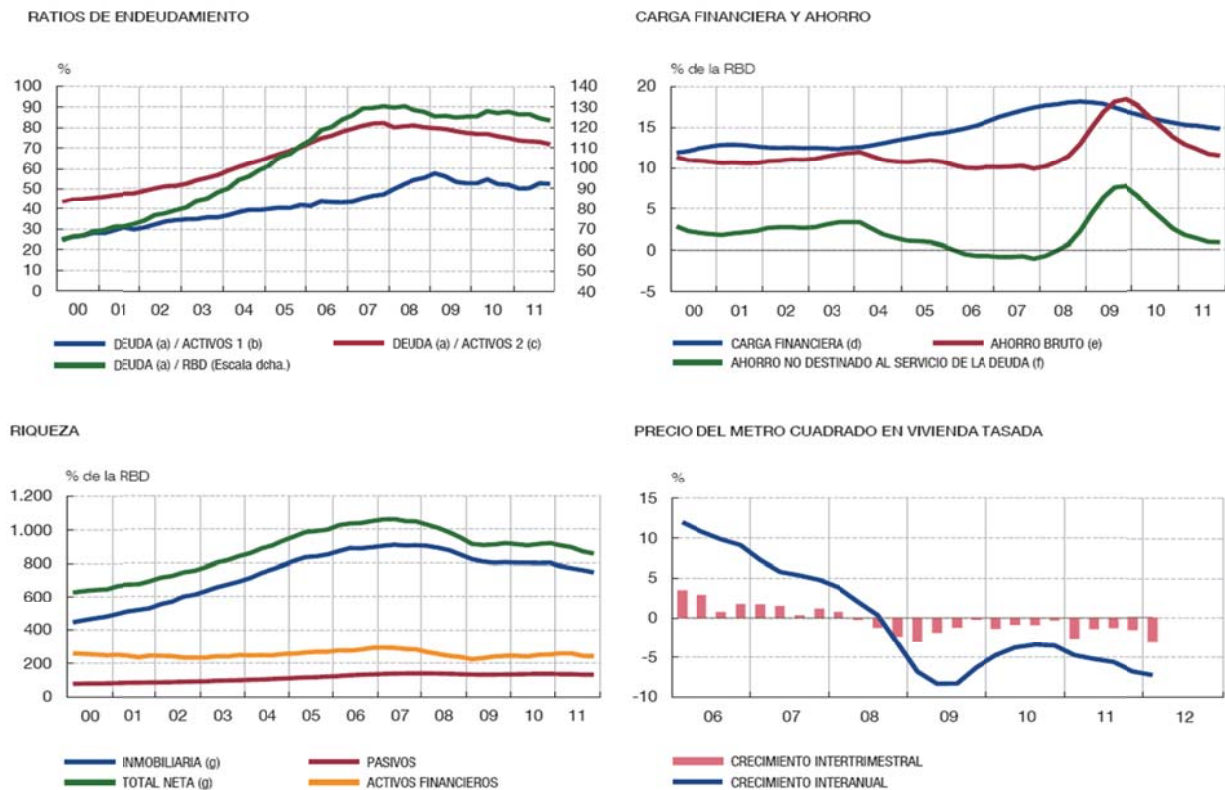 RATIOS DE ENDEUDAMIENTO
%
100
90
80
70
60
50
40
30
20
10
0
140
130
120
110
100
90
80
70
60
50
40
00 01 02 03 04 05 06 07 08 09 10 11
DEUDA (a) / ACTIVOS 1 (b)
DEUDA (a) / ACTIVOS 2 (c)
DEUDA (a) / RBD (Escala dcha.)
CARGA FINANCIERA Y AHORRO
% de la RBD
20
15
10
5
0
-5
00 01 02 03 04 05 06 07 08 09 10 11
CARGA FINANCIERA (d)
AHORRO BRUTO (e)
AHORRO NO DESTINADO AL SERVICIO DE LA DEUDA (f)
RIQUEZA
% de la RBD
1.200
1.000
800
600
400
200
0
00 01 02 03 04 05 06 07 08 09 10 11
INMOBILIARIA (g)
PASIVOS
TOTAL NETA (g)
ACTIVOS FINANCIEROS
PRECIO DEL METRO CUADRADO EN VIVIENDA TASADA
%
15
10
5
0
-5
-10
06 07 08 09 10 11 12
CRECIMIENTO INTERTRIMESTRAL
CRECIMIENTO INTERANUAL